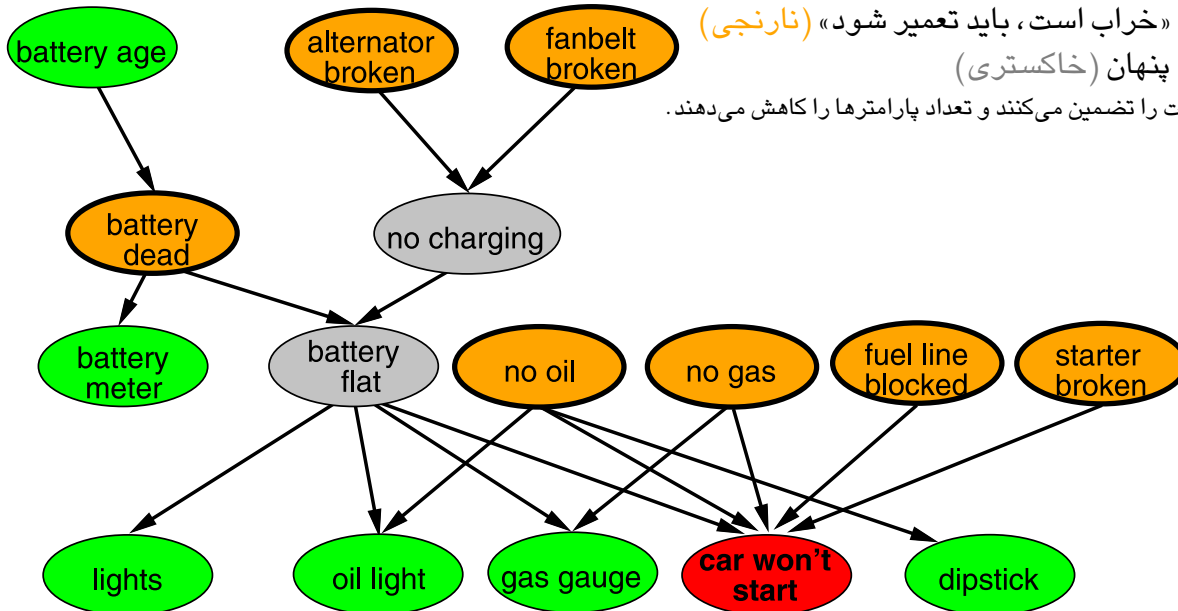 «خراب است، باید تعمیر شود» (نارنجی)
پنهان (خاکستری)
را تضمین می‌کنند و تعداد پارامترها را کاهش می‌دهند.
battery age
alternator
broken
fanbelt
broken
battery
dead
no charging
battery
meter
battery
flat
no oil
no gas
fuel line
blocked
starter
broken
lights
oil light
gas gauge
car won't
start
dipstick